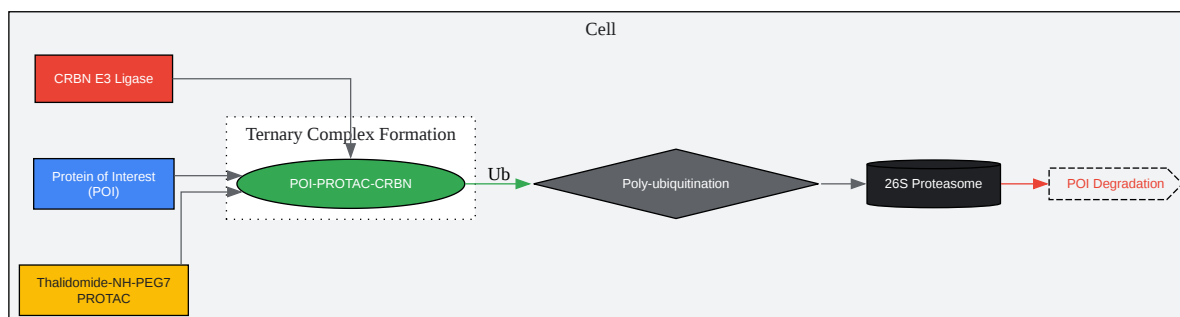 Cell
CRBN E3 Ligase
Ternary Complex Formation
Protein of Interest
(POI)
POI-PROTAC-CRBN
Ub
Poly-ubiquitination
26S Proteasome
POI Degradation
Thalidomide-NH-PEG7
PROTAC